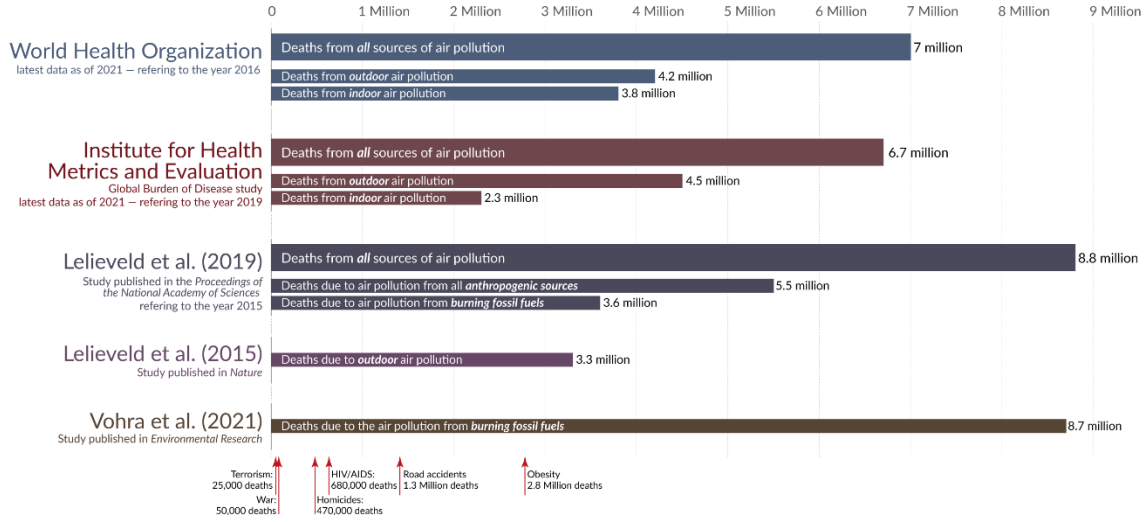 0 1 Million 2 Million 3 Million 4 Million 5 Million 6 Million 7 Million 8 Million 9 Million
World Health Organization
latest data as of 2021 — refering to the year 2016
Deaths from all sources of air pollution 7 million
Deaths from outdoor air pollution 4.2 million
Deaths from indoor air pollution 3.8 million
Institute for Health
Metrics and Evaluation
Global Burden of Disease study
latest data as of 2021 — refering to the year 2019
Deaths from all sources of air pollution 6.7 million
Deaths from outdoor air pollution 4.5 million
Deaths from indoor air pollution 2.3 million
Lelieveld et al. (2019)
Study published in the Proceedings of
the National Academy of Sciences
refering to the year 2015
Deaths from all sources of air pollution 8.8 million
Deaths due to air pollution from all anthropogenic sources 5.5 million
Deaths due to air pollution from burning fossil fuels 3.6 million
Lelieveld et al. (2015)
Study published in Nature
Deaths due to outdoor air pollution 3.3 million
Vohra et al. (2021)
Study published in Environmental Research
Deaths due to the air pollution from burning fossil fuels 8.7 million
Terrorism:
25,000 deaths
War:
50,000 deaths
HIV/AIDS:
680,000 deaths
Homicides:
470,000 deaths
Road accidents
1.3 Million deaths
Obesity
2.8 Million deaths